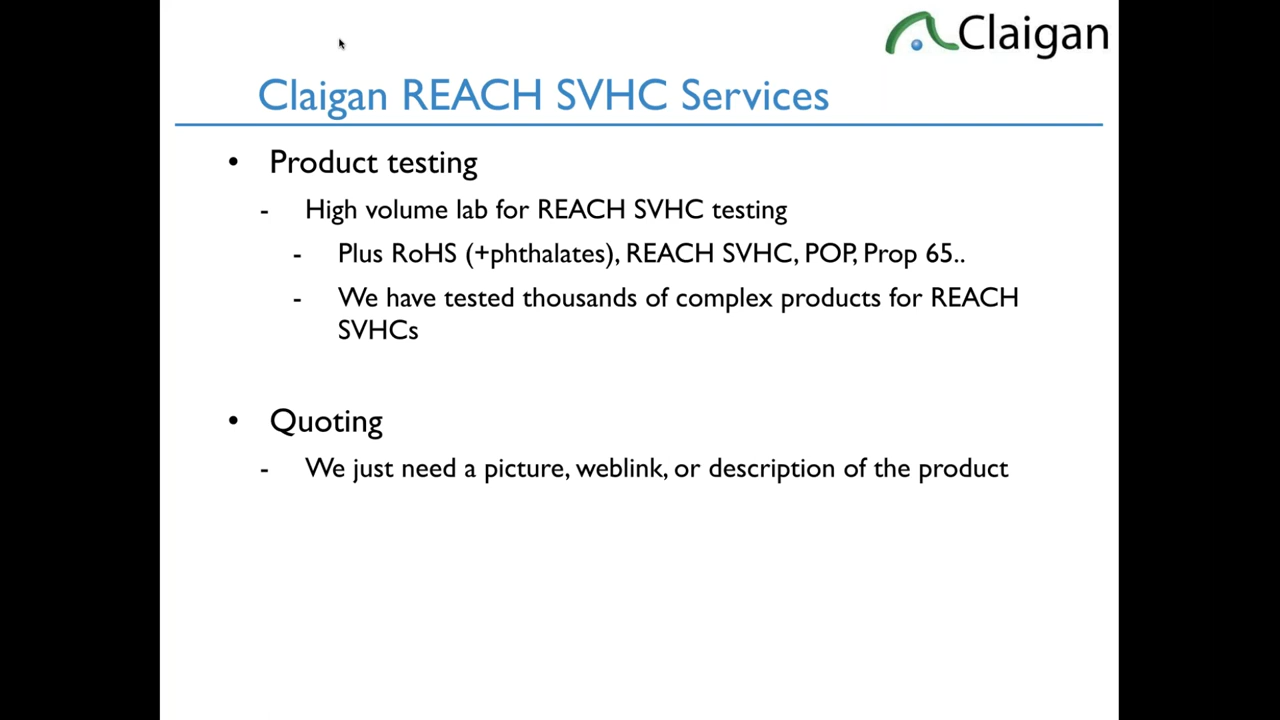 Claigan
Claigan REACH SVHC Services
• Product testing
- High volume lab for REACH SVHC testing
- Plus RoHS (+phthalates), REACH SVHC, POP, Prop 65..
- We have tested thousands of complex products for REACH
SVHCs
• Quoting
- We just need a picture, weblink, or description of the product